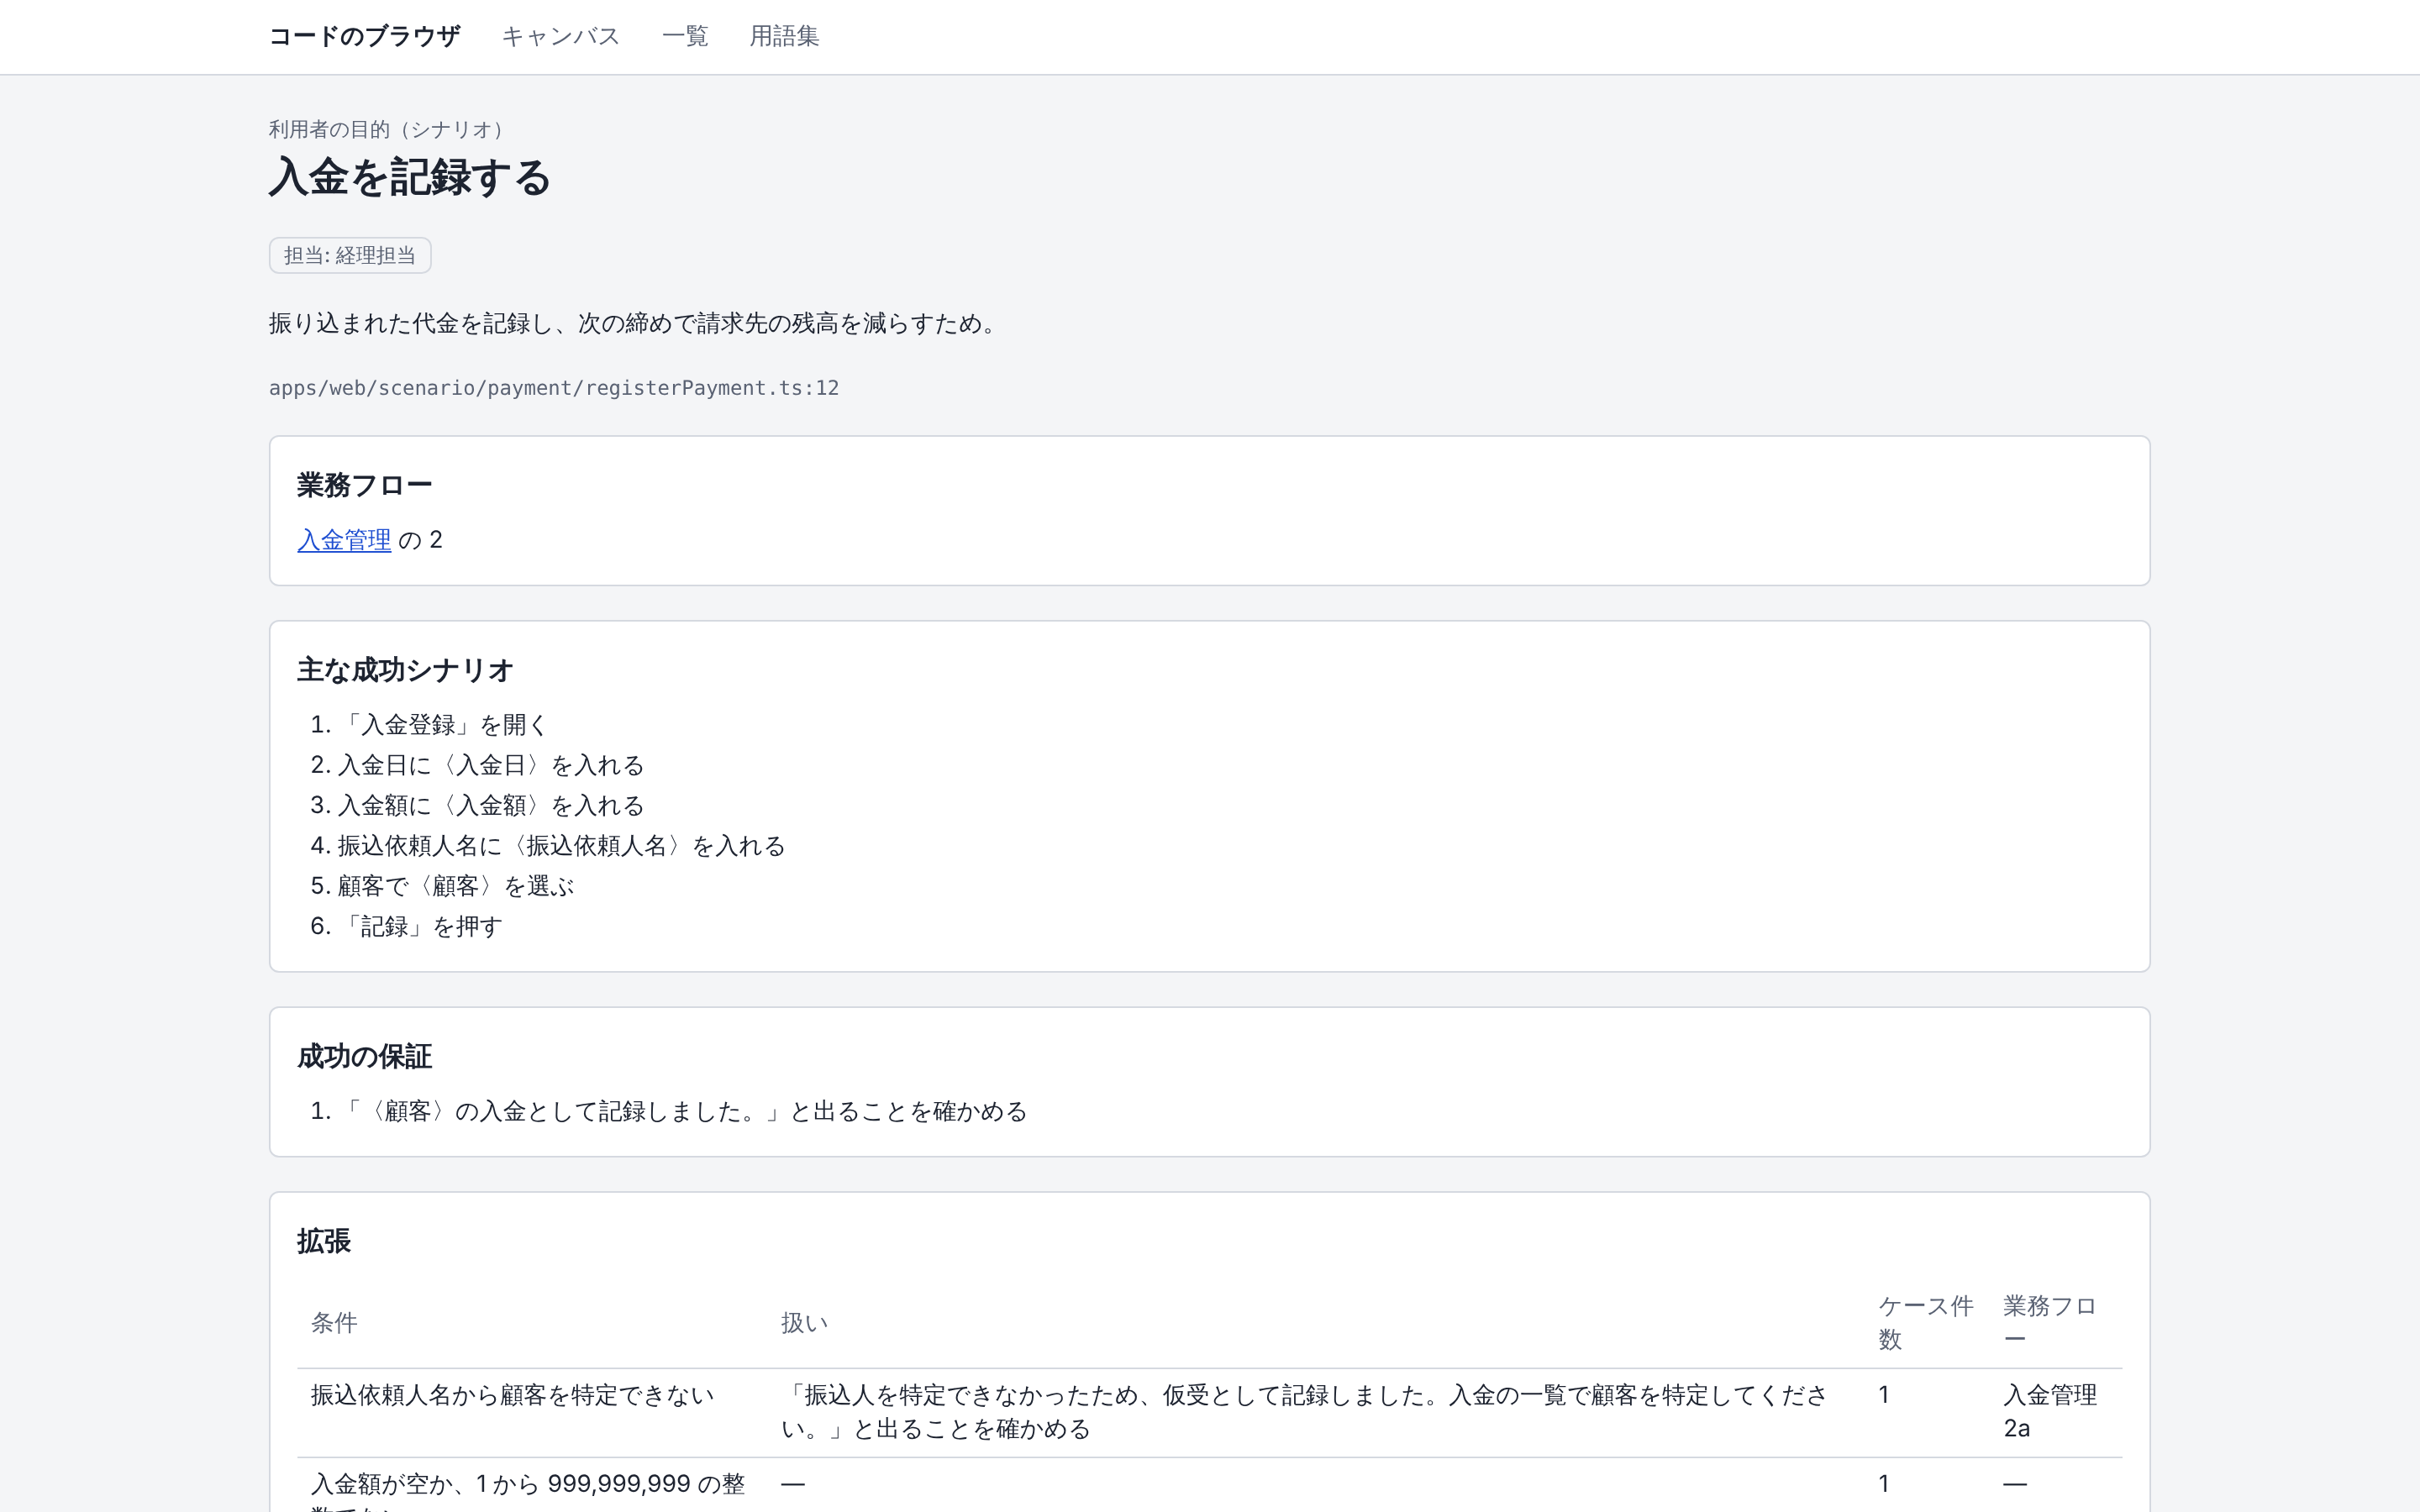 コードのブラウザ キャンバス 一覧 用語集
利用者の目的（シナリオ）
入金を記録する
担当: 経理担当
振り込まれた代金を記録し、次の締めで請求先の残高を減らすため。
apps/web/scenario/payment/registerPayment.ts:12
業務フロー
入金管理 の 2
主な成功シナリオ
1. 「入金登録」を開く
2. 入金日に〈入金日〉を入れる
3. 入金額に〈入金額〉を入れる
4. 振込依頼人名に〈振込依頼人名〉を入れる
5. 顧客で〈顧客〉を選ぶ
6. 「記録」を押す
成功の保証
1. 「〈顧客〉の入金として記録しました。」と出ることを確かめる
拡張
条件 扱い ケース件数 業務フロー
振込依頼人名から顧客を特定できない 「振込人を特定できなかったため、仮受として記録しました。入金の一覧で顧客を特定してくださ 1 入金管理
い。」と出ることを確かめる 2a
入金額が空か、1 から 999,999,999 の整 — 1 —